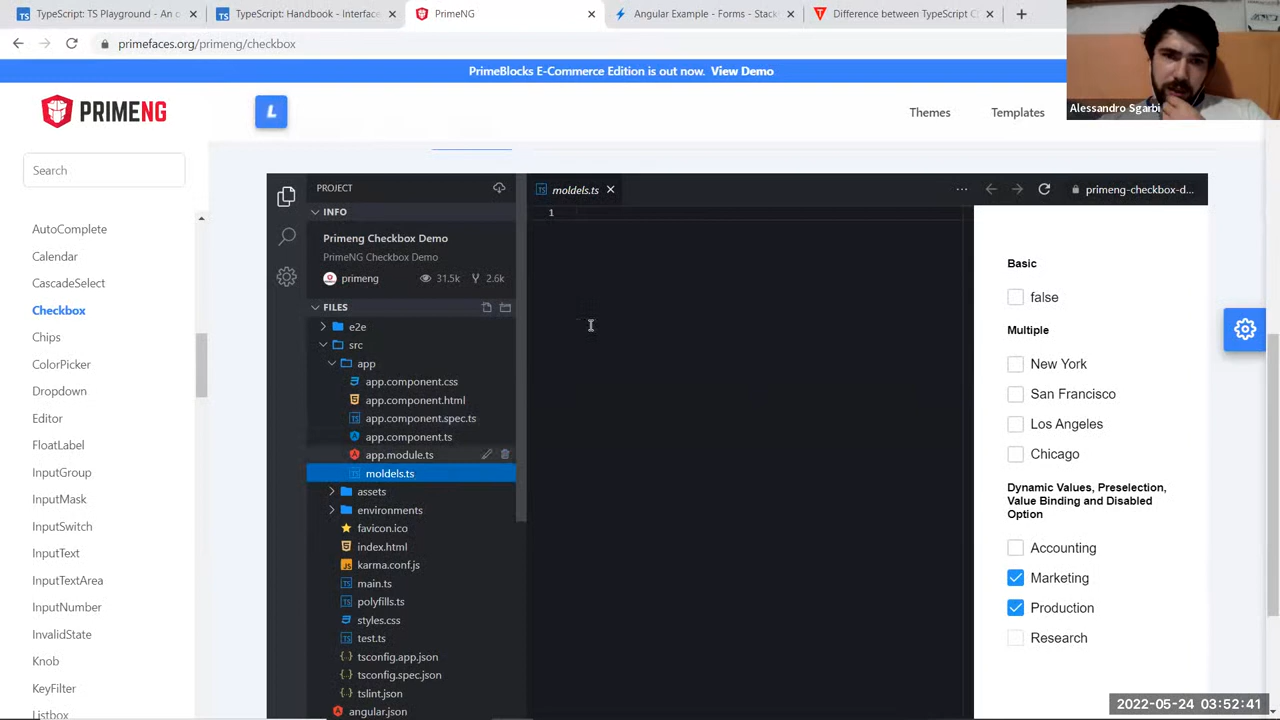 TypeScript: TS Playground - An o
TypeScript: Handbook - Interfac
PrimeNG
Angular Example - Forms - Stack
Difference between TypeScript C
primefaces.org/primeng/checkbox
PrimeBlocks E-Commerce Edition is out now. View Demo
Alessandro Sgarbi
PRIMENG
L
Themes
Templates
Search
AutoComplete
Calendar
CascadeSelect
Checkbox
Chips
ColorPicker
Dropdown
Editor
FloatLabel
InputGroup
InputMask
InputSwitch
InputText
InputTextArea
InputNumber
InvalidState
Knob
KeyFilter
Listbox
PROJECT
INFO
Primeng Checkbox Demo
PrimeNG Checkbox Demo
primeng 31.5k 2.6k
FILES
e2e
src
app
app.component.css
app.component.html
app.component.spec.ts
app.component.ts
app.module.ts
moldels.ts
assets
environments
favicon.ico
index.html
karma.conf.js
main.ts
polyfills.ts
styles.css
test.ts
tsconfig.app.json
tsconfig.spec.json
tslint.json
angular.json
moldels.ts
1
primeng-checkbox-d...
Basic
false
Multiple
New York
San Francisco
Los Angeles
Chicago
Dynamic Values, Preselection,
Value Binding and Disabled
Option
Accounting
Marketing
Production
Research
2022-05-24 03:52:41